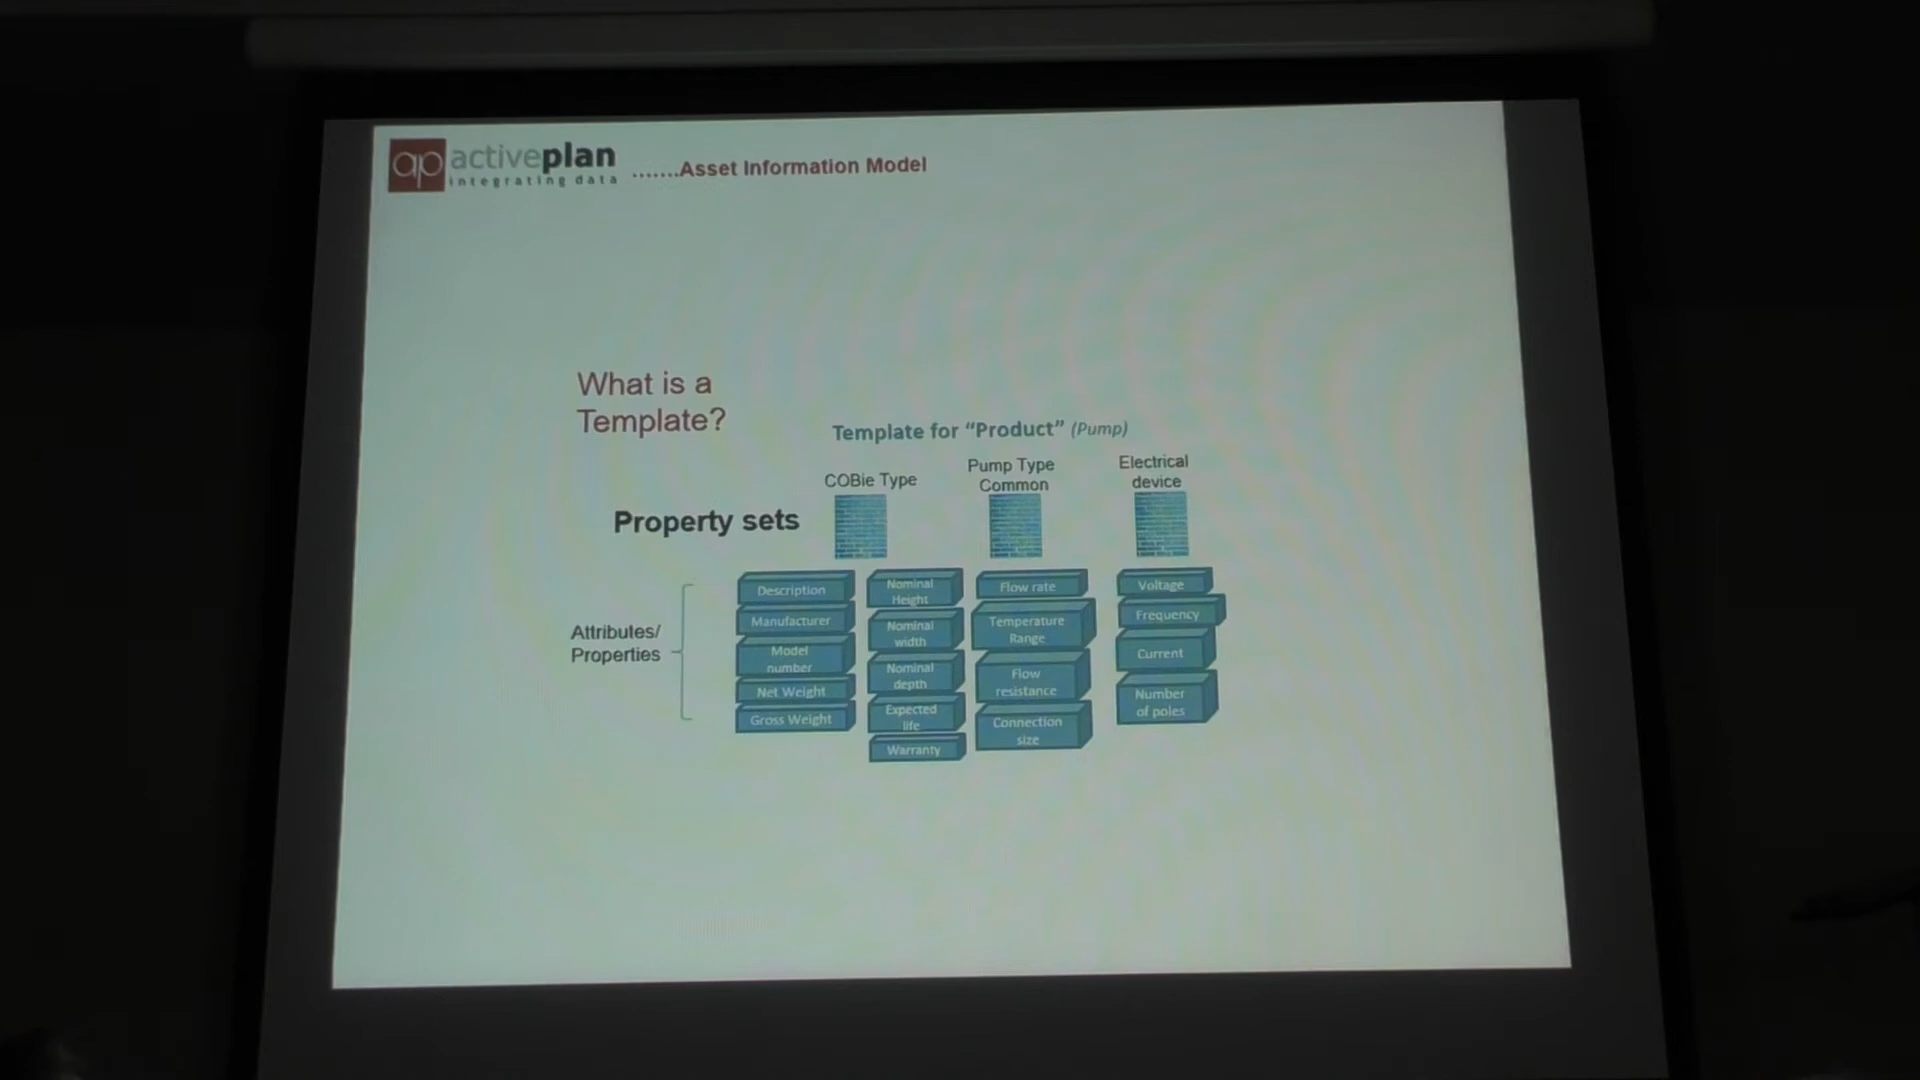 ap activeplan
integrating data
.......Asset Information Model
What is a
Template?
Template for “Product” (Pump)
COBie Type
Pump Type
Common
Electrical
device
Property sets
Attributes/
Properties
Description
Manufacturer
Model
number
Net Weight
Gross Weight
Nominal
Height
Nominal
width
Nominal
depth
Expected
life
Warranty
Flow rate
Temperature
Range
Flow
resistance
Connection
size
Voltage
Frequency
Current
Number
of poles